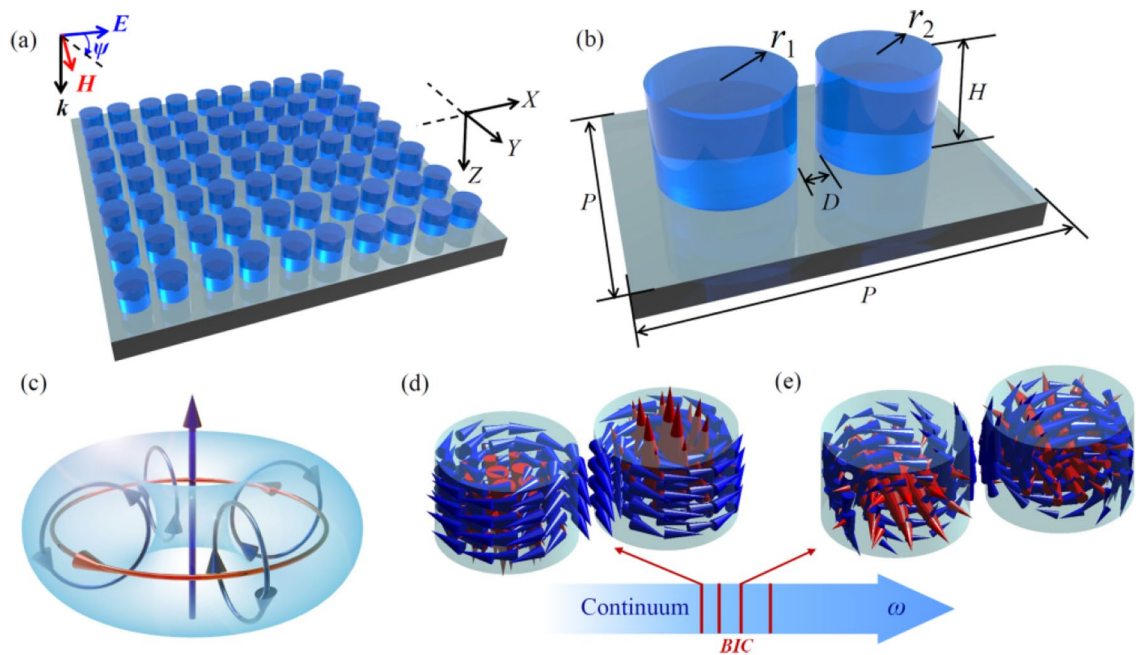 (a)
E
ψ
H
k
X
Y
Z
(b)
r1
r2
H
P
D
P
(c)
(d)
(e)
Continuum
ω
BIC